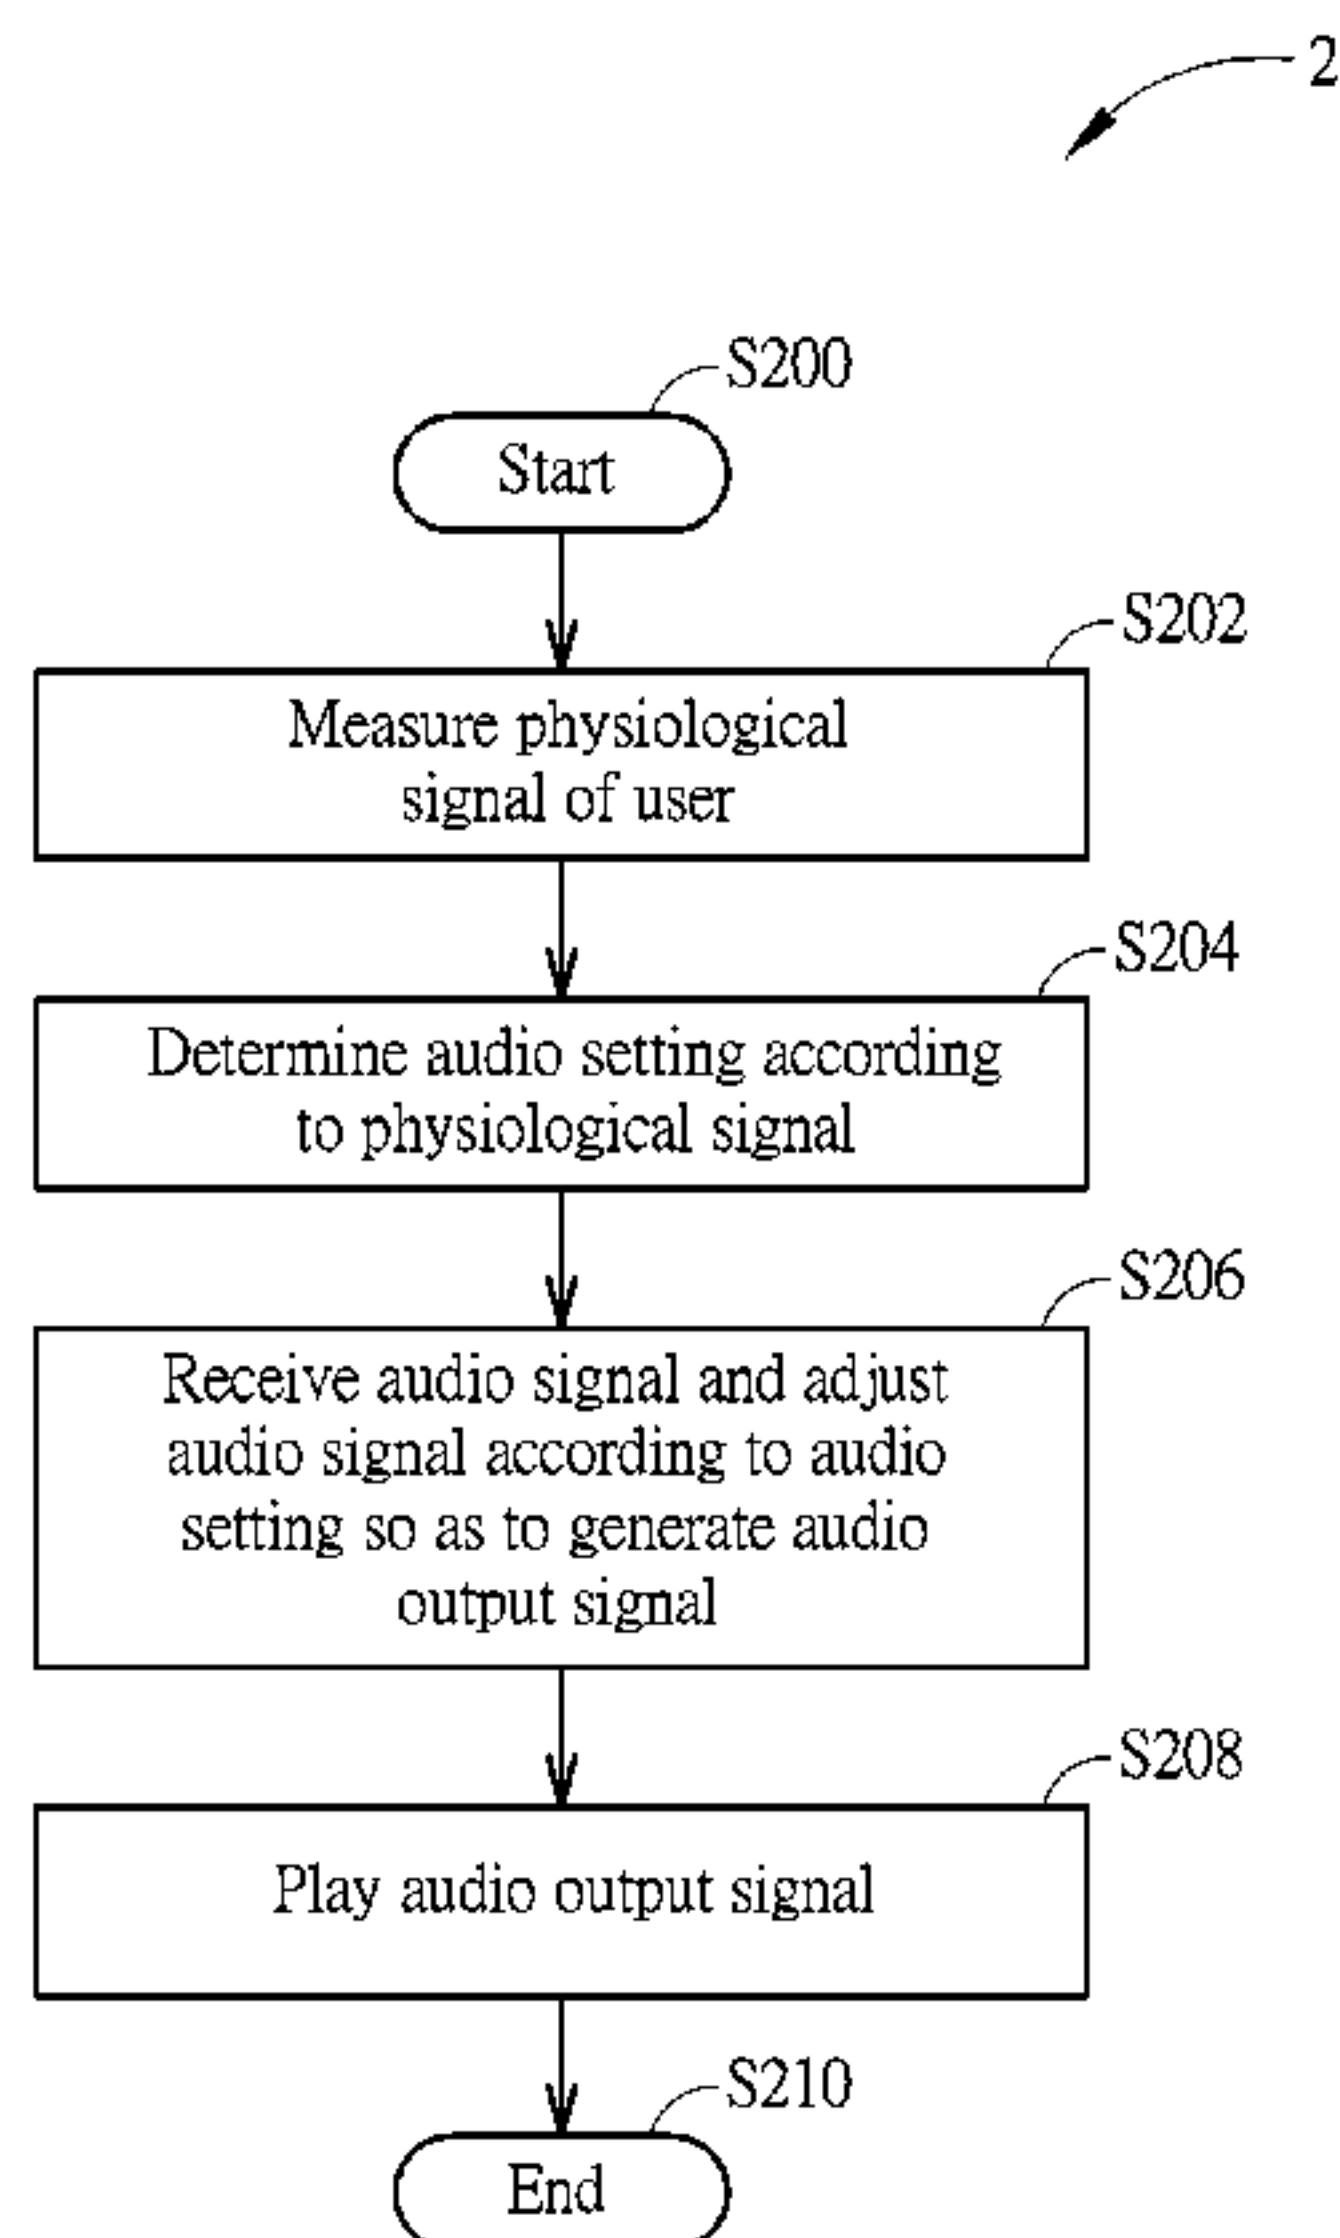 2
S200
Start
S202
Measure physiological
signal of user
S204
Determine audio setting according
to physiological signal
S206
Receive audio signal and adjust
audio signal according to audio
setting so as to generate audio
output signal
S208
Play audio output signal
S210
End